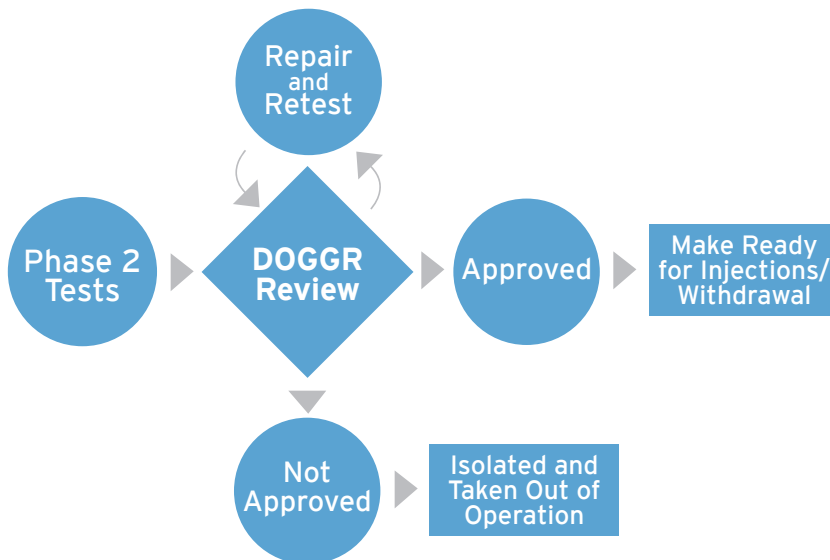 Repair
and
Retest
Phase 2
Tests
DOGGR
Review
Approved
Make Ready
for Injections/
Withdrawal
Not
Approved
Isolated and
Taken Out of
Operation